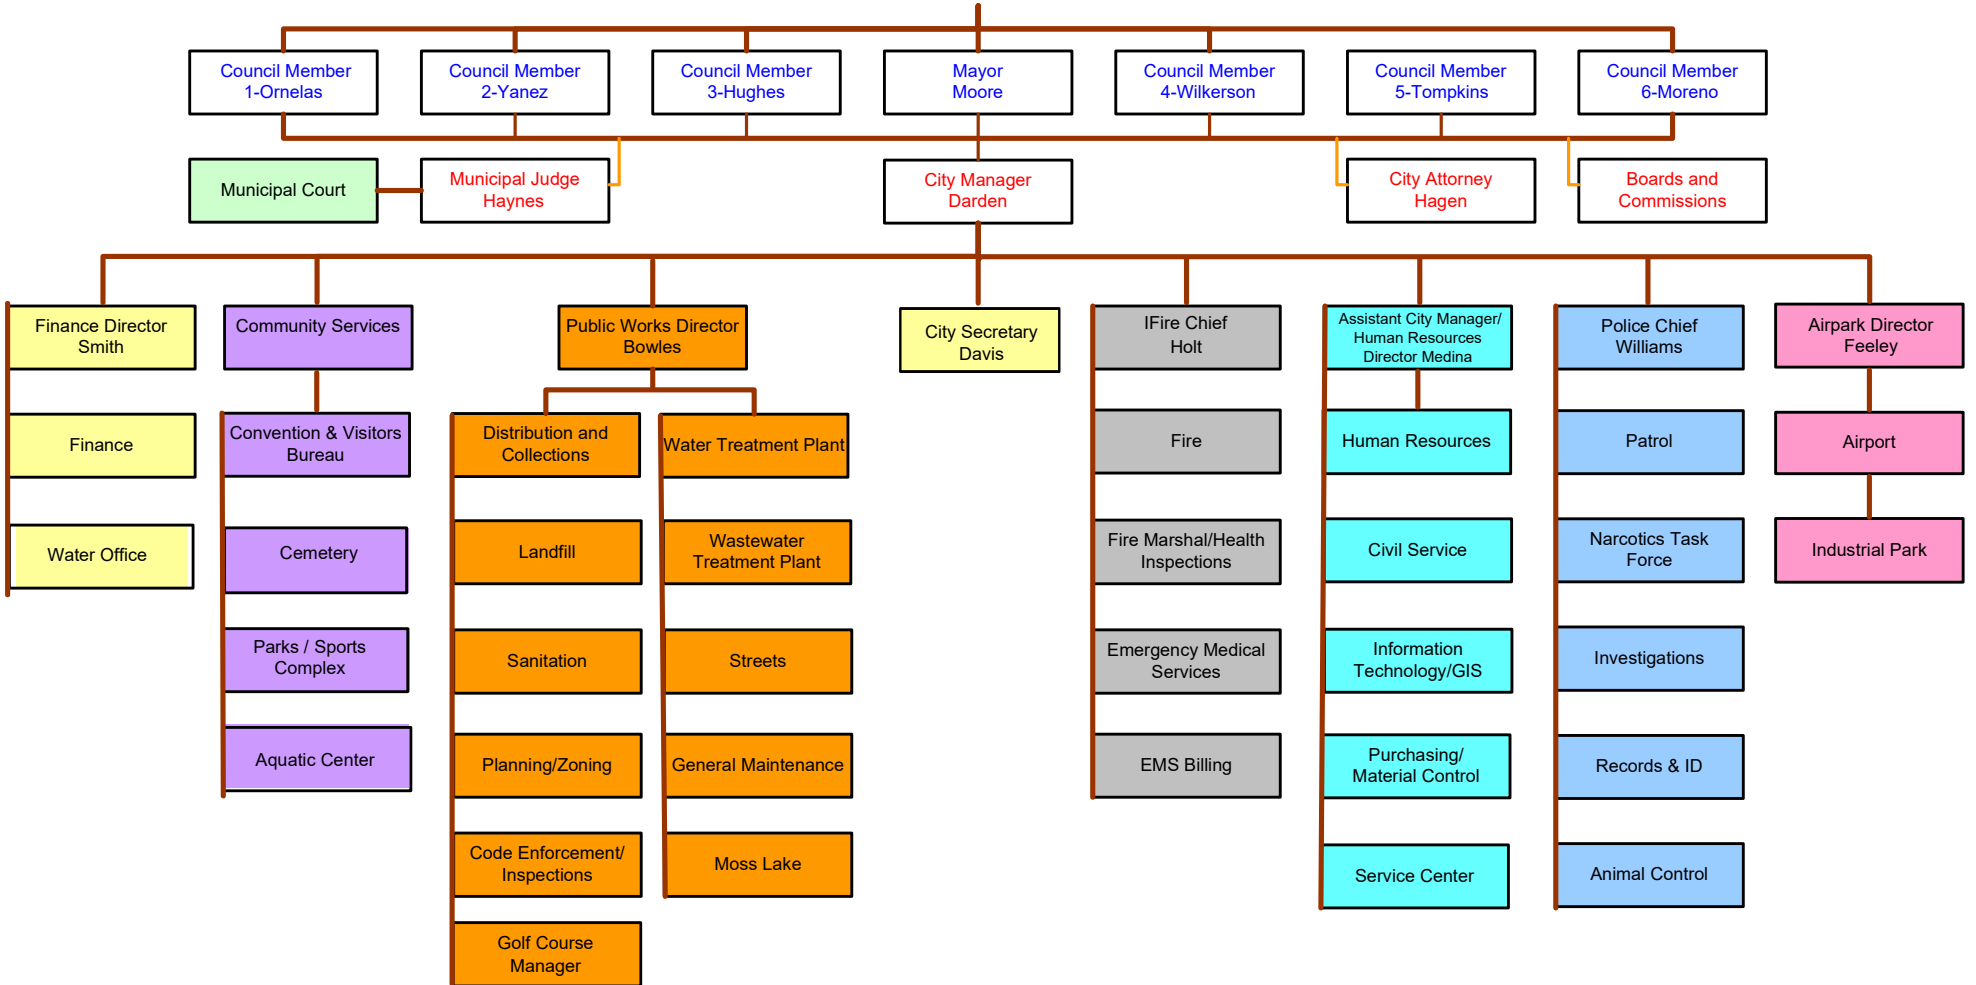 Council Member
1-Ornelas
Council Member
2-Yanez
Council Member
3-Hughes
Mayor
Moore
Council Member
4-Wilkerson
Council Member
5-Tompkins
Council Member
6-Moreno
Municipal Court
Municipal Judge
Haynes
City Manager
Darden
City Attorney
Hagen
Boards and
Commissions
Finance Director
Smith
Community Services
Public Works Director
Bowles
City Secretary
Davis
IFire Chief
Holt
Assistant City Manager/
Human Resources
Director Medina
Police Chief
Williams
Airpark Director
Feeley
Finance
Convention & Visitors
Bureau
Distribution and
Collections
Water Treatment Plant
Fire
Human Resources
Patrol
Airport
Water Office
Cemetery
Landfill
Wastewater
Treatment Plant
Fire Marshal/Health
Inspections
Civil Service
Narcotics Task
Force
Industrial Park
Parks / Sports
Complex
Sanitation
Streets
Emergency Medical
Services
Information
Technology/GIS
Investigations
Aquatic Center
Planning/Zoning
General Maintenance
EMS Billing
Purchasing/
Material Control
Records & ID
Code Enforcement/
Inspections
Moss Lake
Service Center
Animal Control
Golf Course
Manager